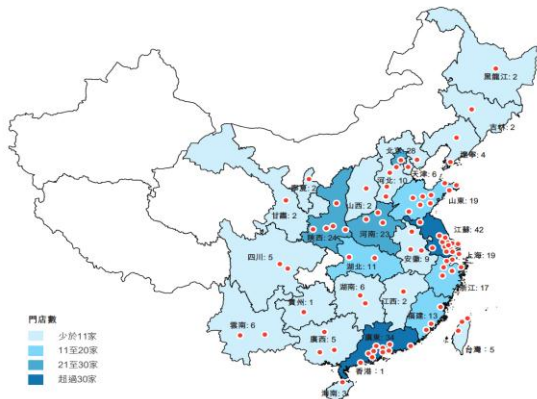 黑龍江: 2
吉林: 2
遼寧: 4
北京: 28
天津: 6
河北: 10
山東: 19
寧夏: 2
山西: 2
甘肅: 2
陝西: 24
河南: 23
江蘇: 42
上海: 19
安徽: 9
浙江: 17
四川: 5
湖北: 11
湖南: 6
江西: 2
貴州: 1
福建: 13
雲南: 6
廣西: 5
廣東: 34
台灣: 5
香港: 1
海南: 3
門店數
少於11家
11至20家
21至30家
超過30家